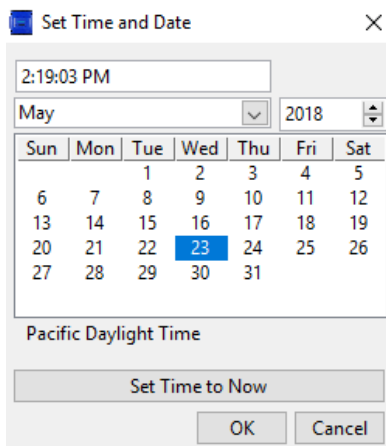 Set Time and Date
2:19:03 PM
May 2018
Sun Mon Tue Wed Thu Fri Sat
1 2 3 4 5
6 7 8 9 10 11 12
13 14 15 16 17 18 19
20 21 22 23 24 25 26
27 28 29 30 31
Pacific Daylight Time
Set Time to Now
OK Cancel